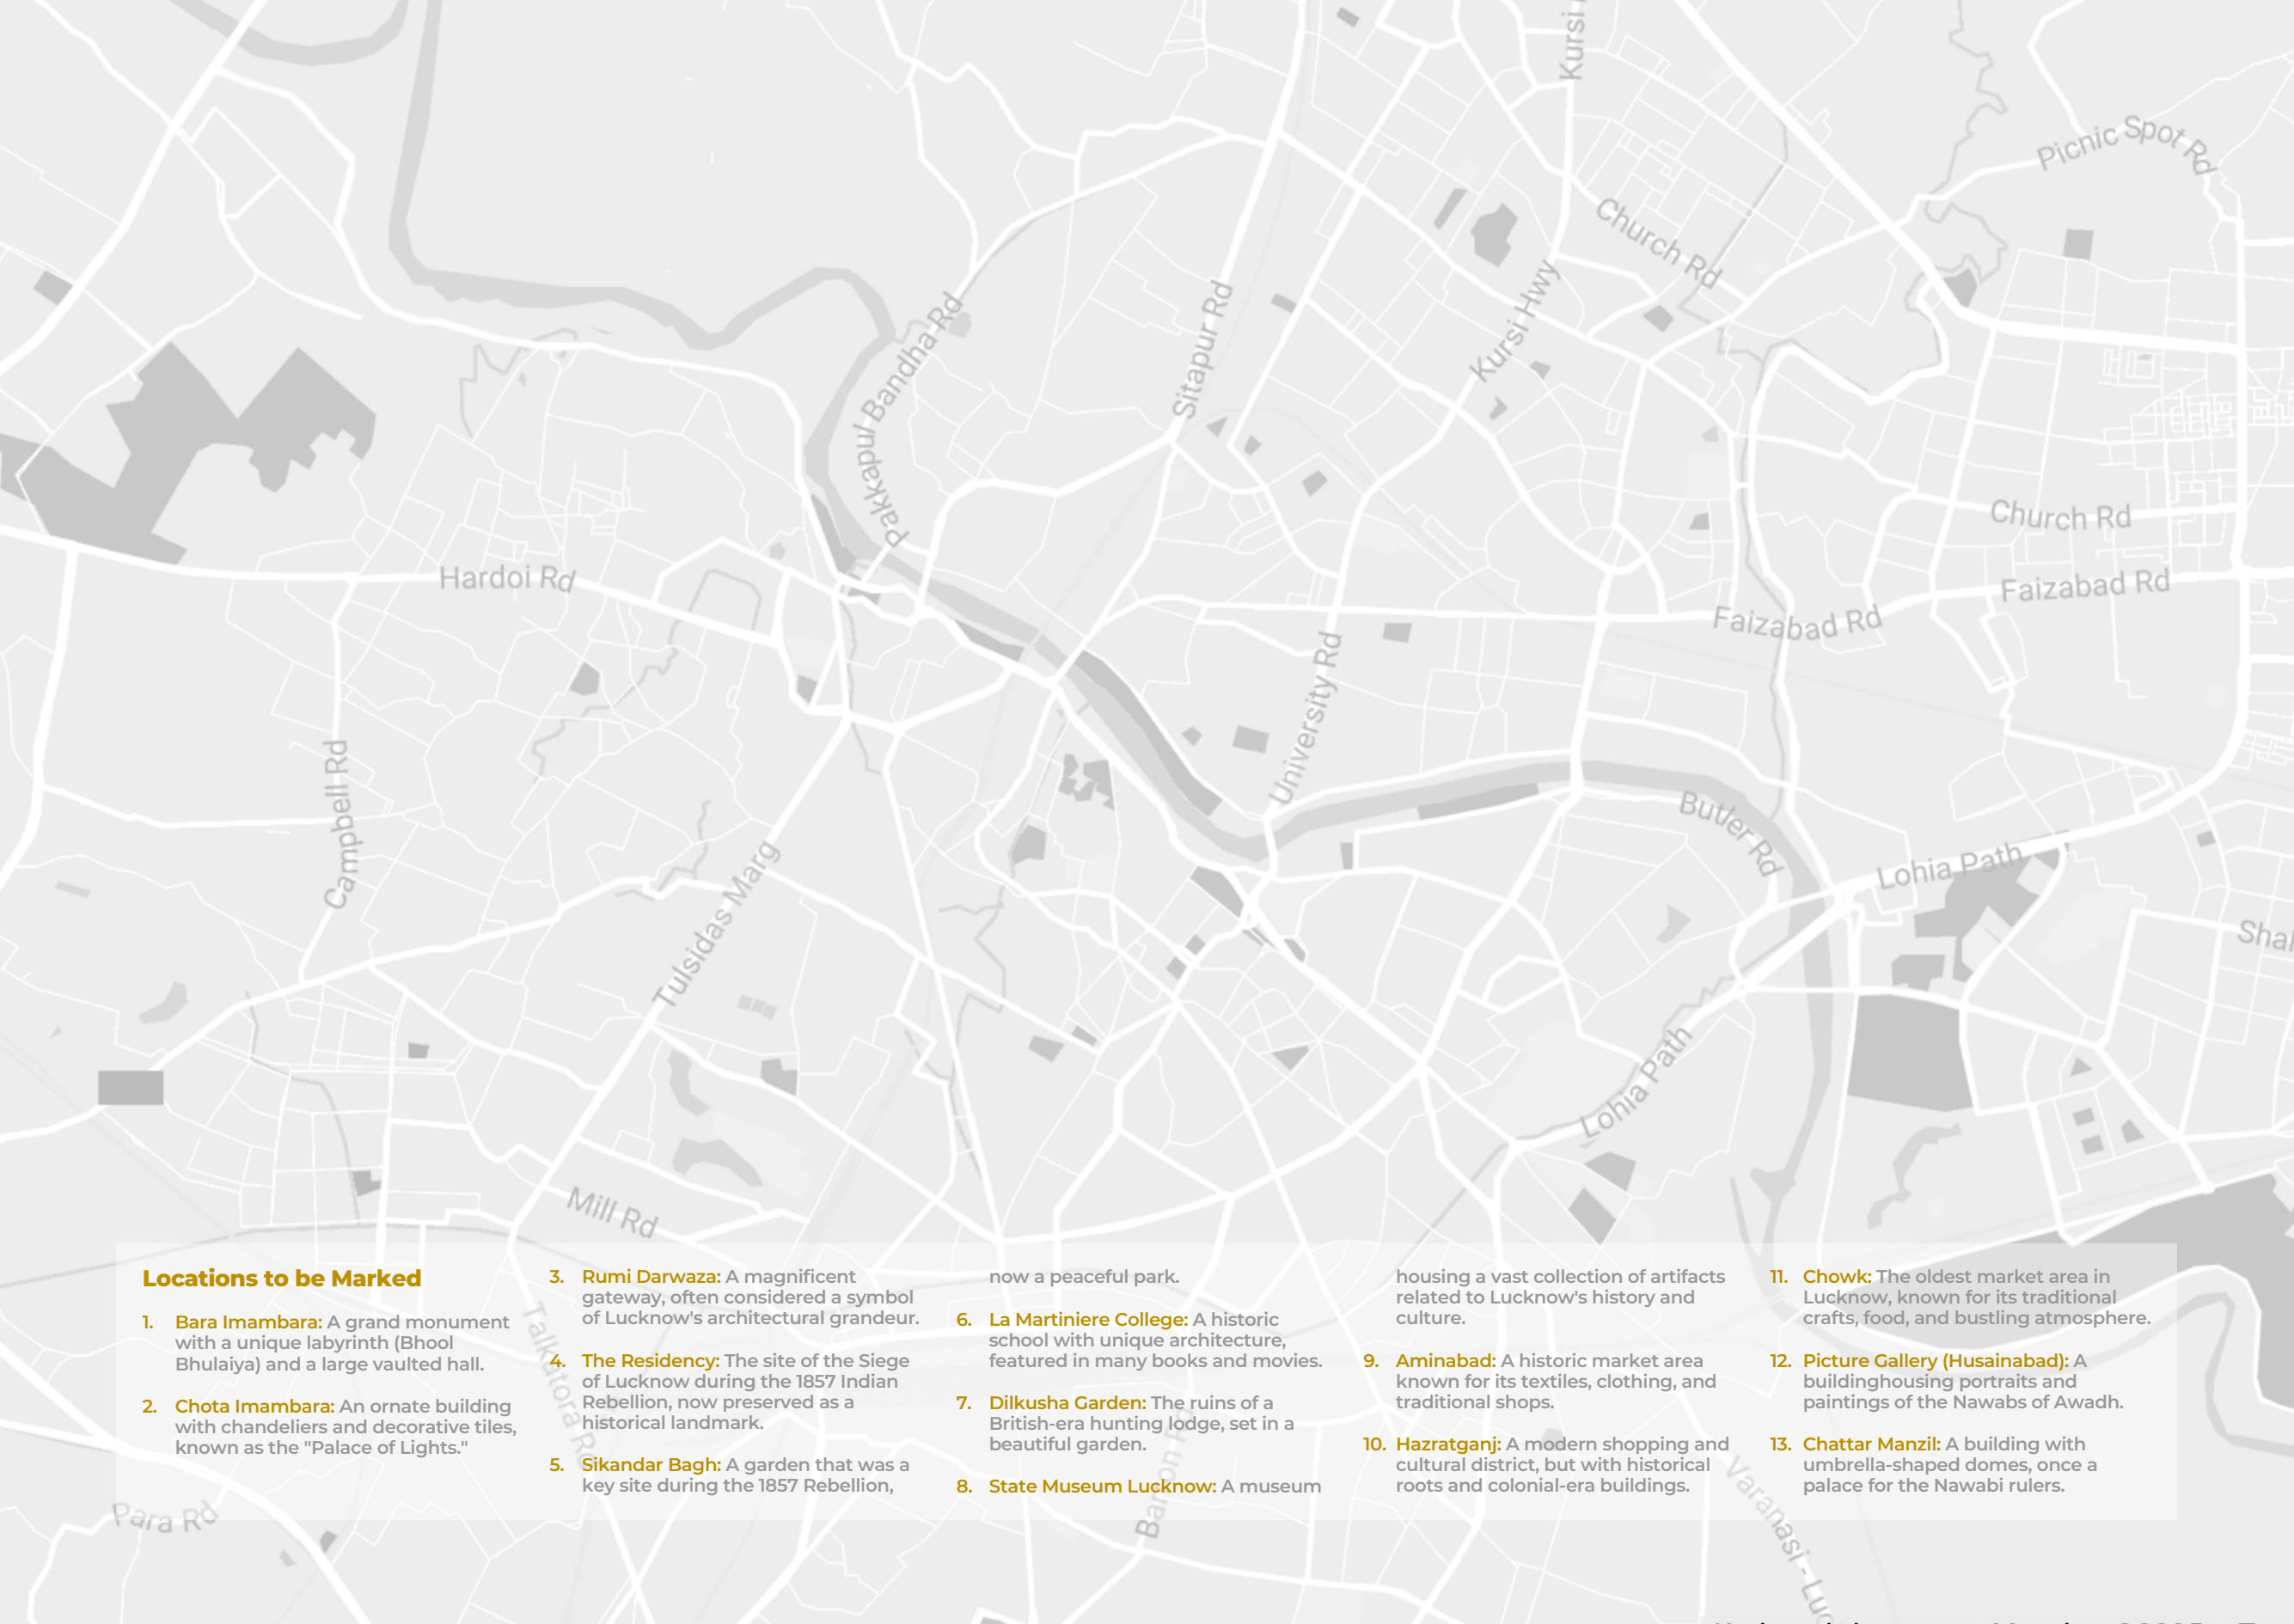 Kursi
Picnic Spot Rd
Church Rd
Kursi Hwy
Sitapur Rd
Pakkapul Bandha Rd
Church Rd
Hardoi Rd
Faizabad Rd
Faizabad Rd
University Rd
Campbell Rd
Butler Rd
Lohia Path
Tulsidas Marg
Lohia Path
Mill Rd
Talkatora Rd
Para Rd
Varanasi - Luc
Locations to be Marked
1. Bara Imambara: A grand monument
with a unique labyrinth (Bhool
Bhulaiya) and a large vaulted hall.
2. Chota Imambara: An ornate building
with chandeliers and decorative tiles,
known as the "Palace of Lights."
3. Rumi Darwaza: A magnificent
gateway, often considered a symbol
of Lucknow's architectural grandeur.
4. The Residency: The site of the Siege
of Lucknow during the 1857 Indian
Rebellion, now preserved as a
historical landmark.
5. Sikandar Bagh: A garden that was a
key site during the 1857 Rebellion,
now a peaceful park.
6. La Martiniere College: A historic
school with unique architecture,
featured in many books and movies.
7. Dilkusha Garden: The ruins of a
British-era hunting lodge, set in a
beautiful garden.
8. State Museum Lucknow: A museum
housing a vast collection of artifacts
related to Lucknow's history and
culture.
9. Aminabad: A historic market area
known for its textiles, clothing, and
traditional shops.
10. Hazratganj: A modern shopping and
cultural district, but with historical
roots and colonial-era buildings.
11. Chowk: The oldest market area in
Lucknow, known for its traditional
crafts, food, and bustling atmosphere.
12. Picture Gallery (Husainabad): A
buildinghousing portraits and
paintings of the Nawabs of Awadh.
13. Chattar Manzil: A building with
umbrella-shaped domes, once a
palace for the Nawabi rulers.